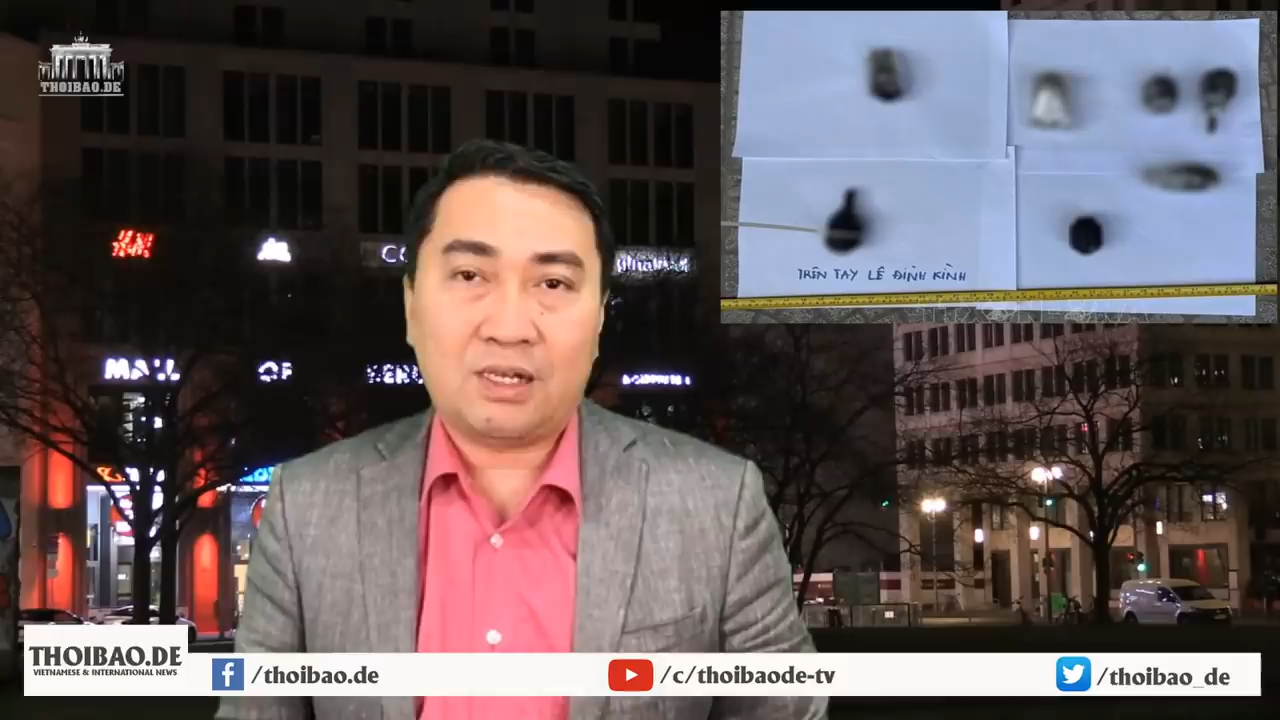 THOIBAO.DE
TRÊN TAY LÊ ĐÌNH KÌNH
MALL OF
THOIBAO.DE
VIETNAMESE & INTERNATIONAL NEWS
/thoibao.de
/c/thoibaode-tv
/thoibao_de